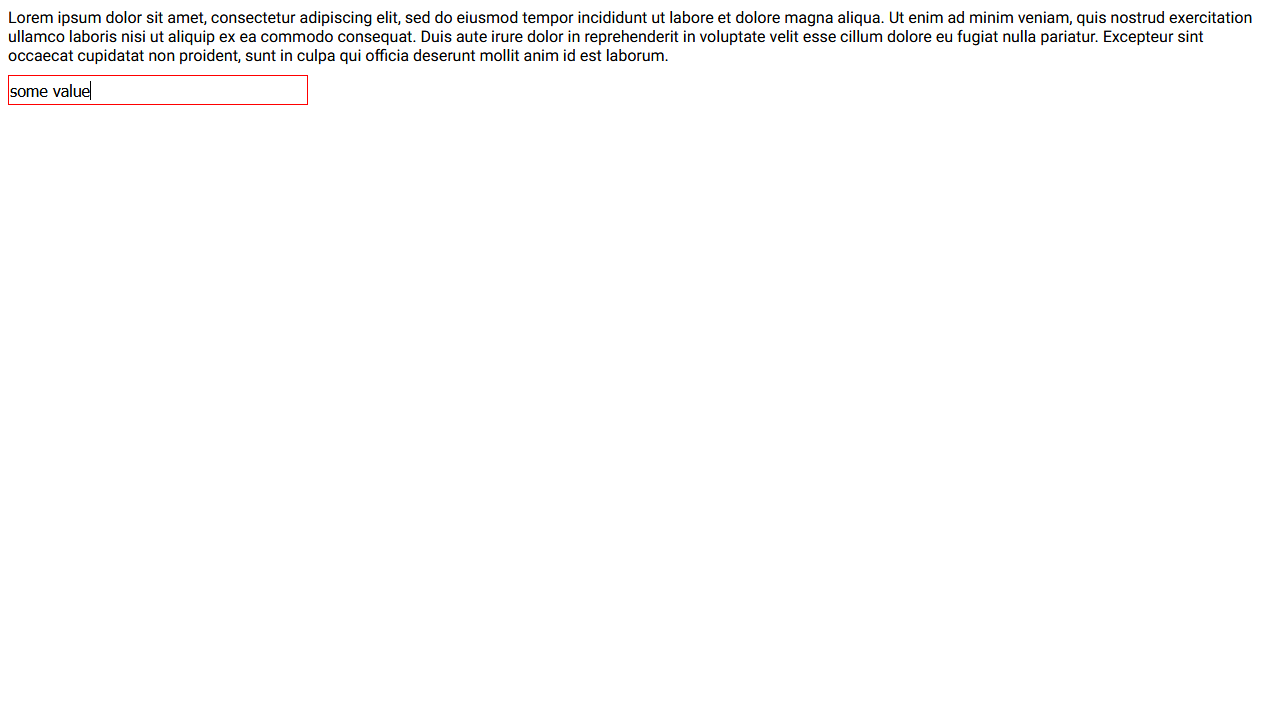 Lorem ipsum dolor sit amet, consectetur adipiscing elit, sed do eiusmod tempor incididunt ut labore et dolore magna aliqua. Ut enim ad minim veniam, quis nostrud exercitation
ullamco laboris nisi ut aliquip ex ea commodo consequat. Duis aute irure dolor in reprehenderit in voluptate velit esse cillum dolore eu fugiat nulla pariatur. Excepteur sint
occaecat cupidatat non proident, sunt in culpa qui officia deserunt mollit anim id est laborum.
some value